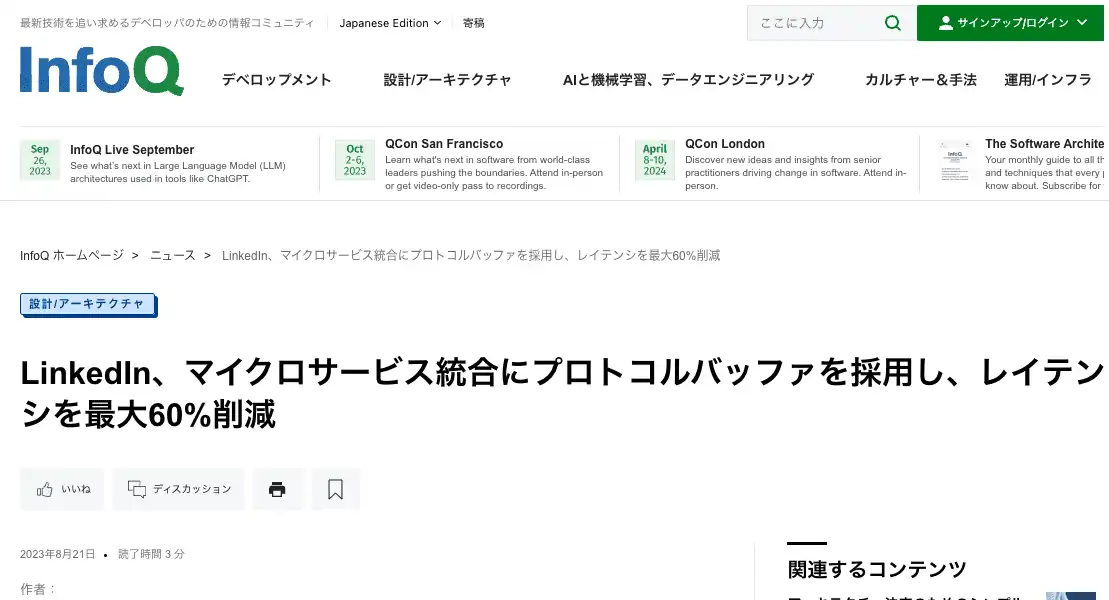 最新技術を追い求めるデベロッパのための情報コミュニティ
Japanese Edition
寄稿
ここに入力
サインアップ/ログイン
InfoQ
デベロップメント
設計/アーキテクチャ
AIと機械学習、データエンジニアリング
カルチャー＆手法
運用/インフラ
Sep
26,
2023
InfoQ Live September
See what's next in Large Language Model (LLM)
architectures used in tools like ChatGPT.
Oct
2-6,
2023
QCon San Francisco
Learn what's next in software from world-class
leaders pushing the boundaries. Attend in-person
or get video-only pass to recordings.
April
8-10,
2024
QCon London
Discover new ideas and insights from senior
practitioners driving change in software. Attend in-
person.
The Software Archite
Your monthly guide to all th
and techniques that every p
know about. Subscribe for
InfoQ ホームページ > ニュース > LinkedIn、マイクロサービス統合にプロトコルバッファを採用し、レイテンシを最大60%削減
設計/アーキテクチャ
LinkedIn、マイクロサービス統合にプロトコルバッファを採用し、レイテン
シを最大60%削減
いいね
ディスカッション
2023年8月21日 • 読了時間 3 分
作者：
関連するコンテンツ